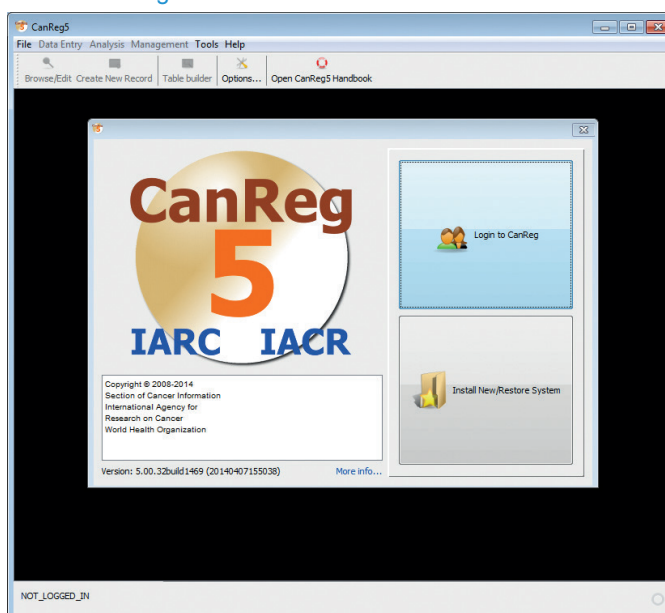 CanReg5
File Data Entry Analysis Management Tools Help
Browse/Edit Create New Record Table builder Options... Open CanReg5 Handbook
CanReg
5
IARC IACR
Login to CanReg
Install New/Restore System
Copyright © 2008-2014
Section of Cancer Information
International Agency for
Research on Cancer
World Health Organization
Version: 5.00.32build1469 (20140407155038) More info...
NOT_LOGGED_IN